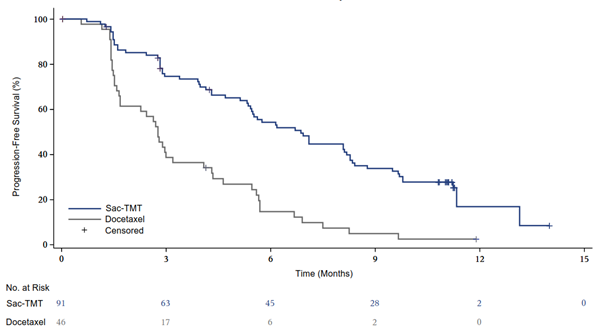 100
80
60
40
20
0
Progression-Free Survival (%)
Sac-TMT
Docetaxel
+ Censored
0 3 6 9 12 15
Time (Months)
No. at Risk
Sac-TMT 91 63 45 28 2 0
Docetaxel 46 17 6 2 0